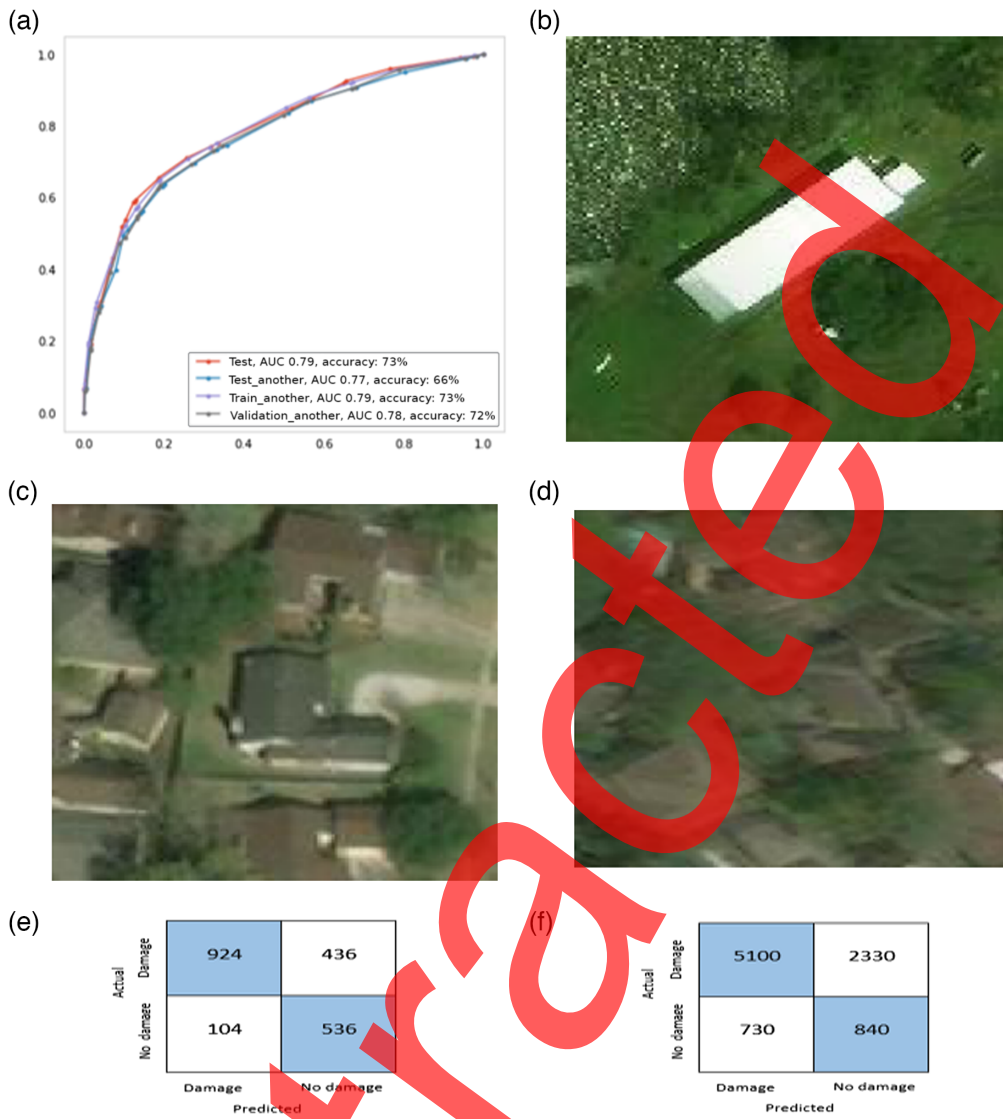 (a)
1.0
0.8
0.6
0.4
0.2
0.0
Test, AUC 0.79, accuracy: 73%
Test_another, AUC 0.77, accuracy: 66%
Train_another, AUC 0.79, accuracy: 73%
Validation_another, AUC 0.78, accuracy: 72%
0.0 0.2 0.4 0.6 0.8 1.0
(b)
(c)
(d)
(e)
Actual
Damage
No damaee
924 436
104 536
Damage No damage
Predicted
(f)
Actual
Damage
No damaee
5100 2330
730 840
Damage No damage
Predicted
tracted